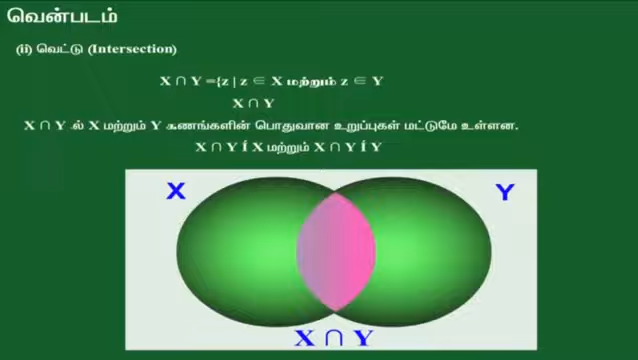 வென்படம்
(ii) வெட்டு (Intersection)
X ∩ Y ={z | z ∈ X மற்றும் z ∈ Y
X ∩ Y
X ∩ Y ல் X மற்றும் Y கணங்களின் பொதுவான உறுப்புகள் மட்டுமே உள்ளன.
X ∩ Y Í X மற்றும் X ∩ Y Í Y
X Y
X ∩ Y